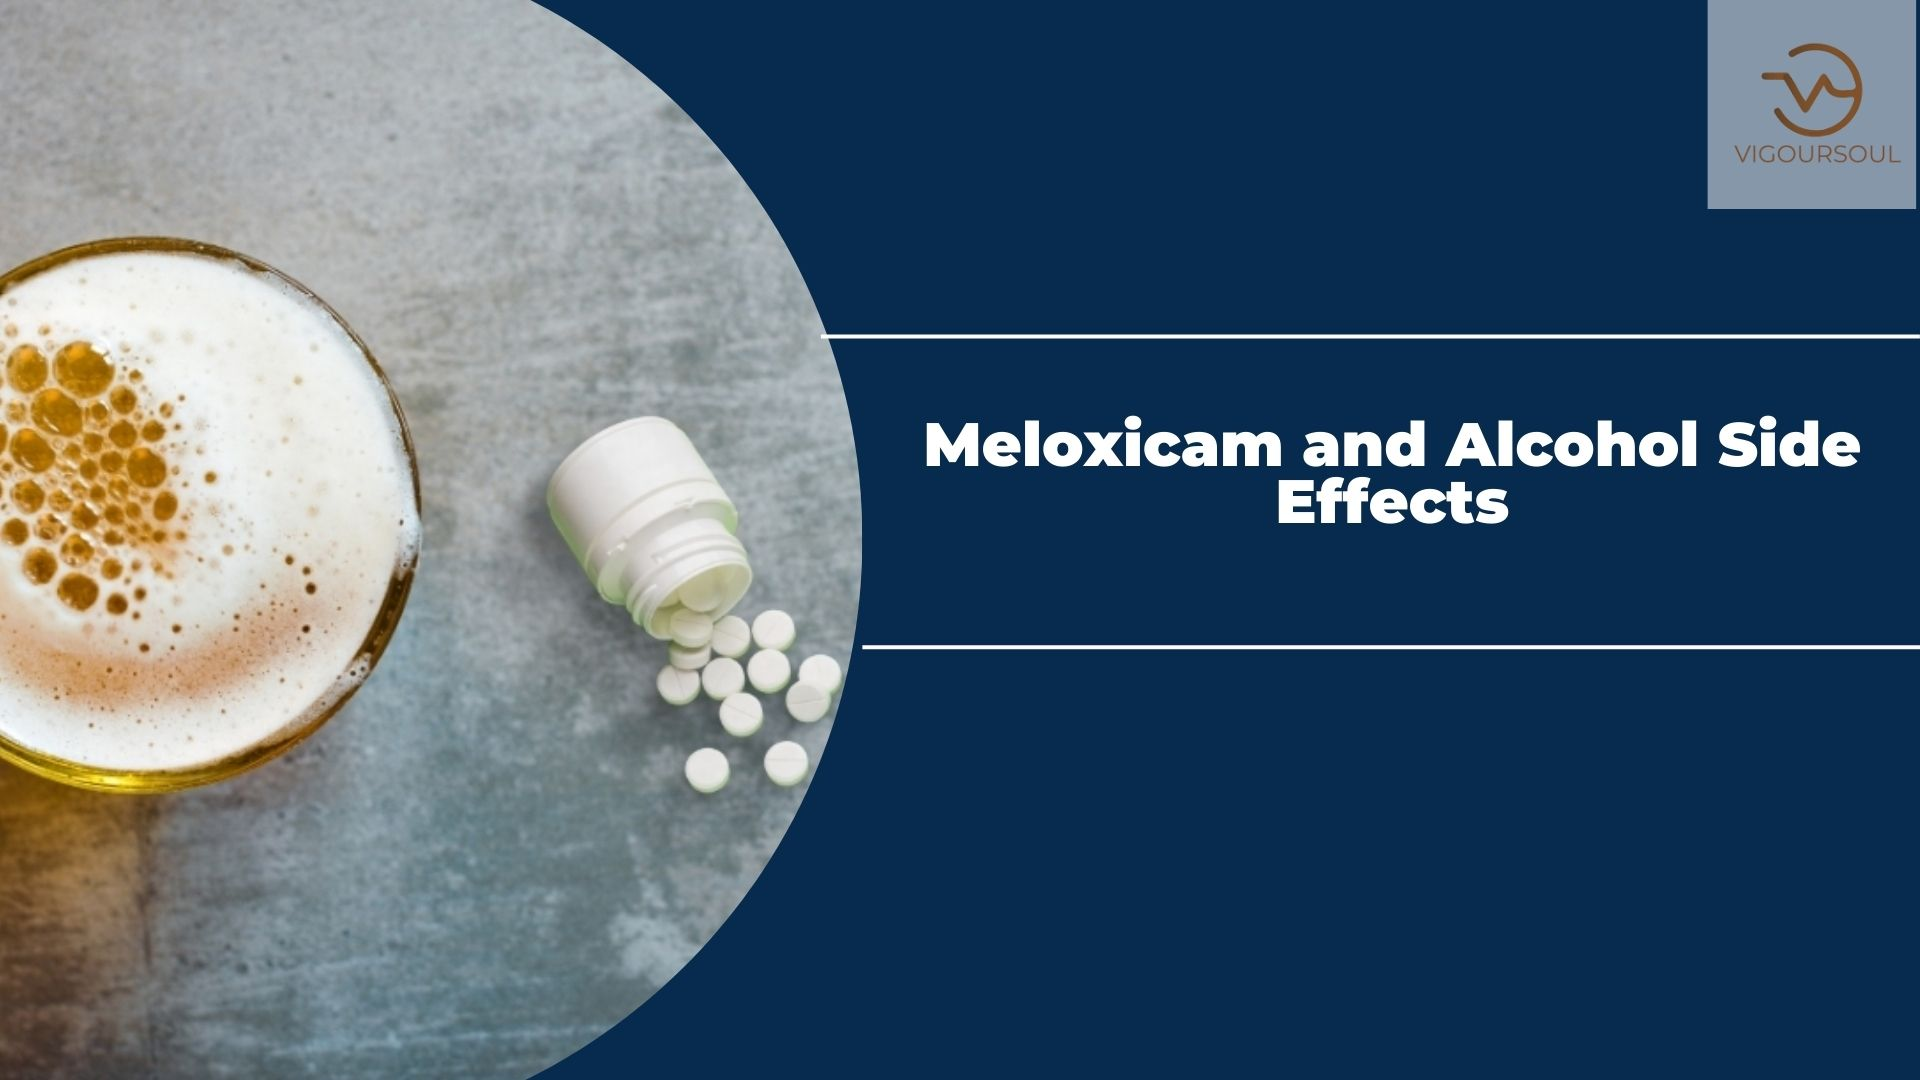 VIGOURSOUL
Meloxicam and Alcohol Side
Effects